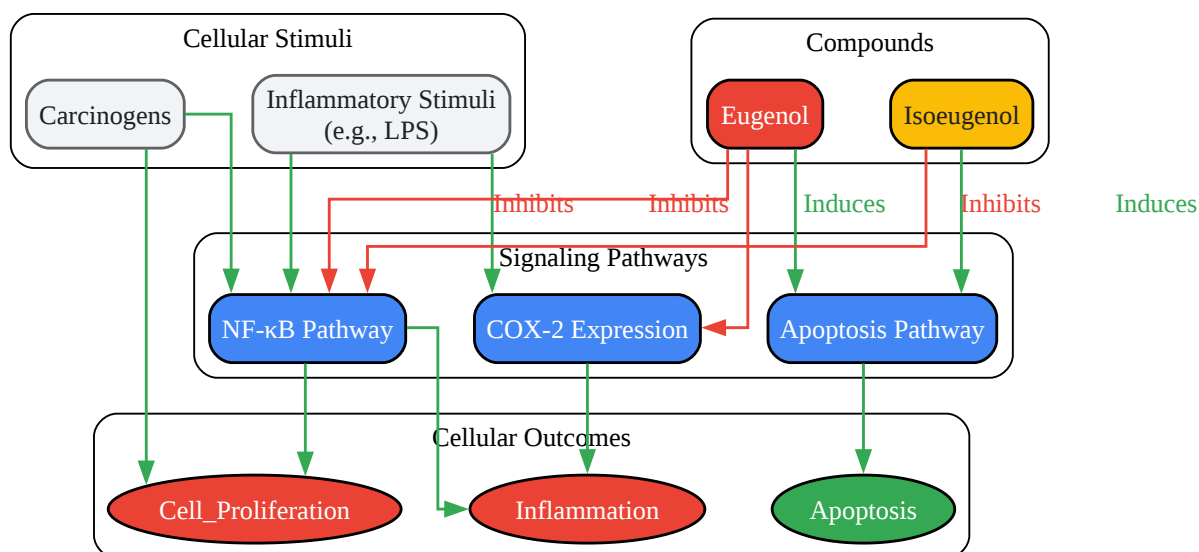 Cellular Stimuli
Compounds
Carcinogens
Inflammatory Stimuli
(e.g., LPS)
Eugenol
Isoeugenol
Inhibits
Inhibits
Induces
Inhibits
Induces
Signaling Pathways
NF-κB Pathway
COX-2 Expression
Apoptosis Pathway
Cellular Outcomes
Cell_Proliferation
Inflammation
Apoptosis